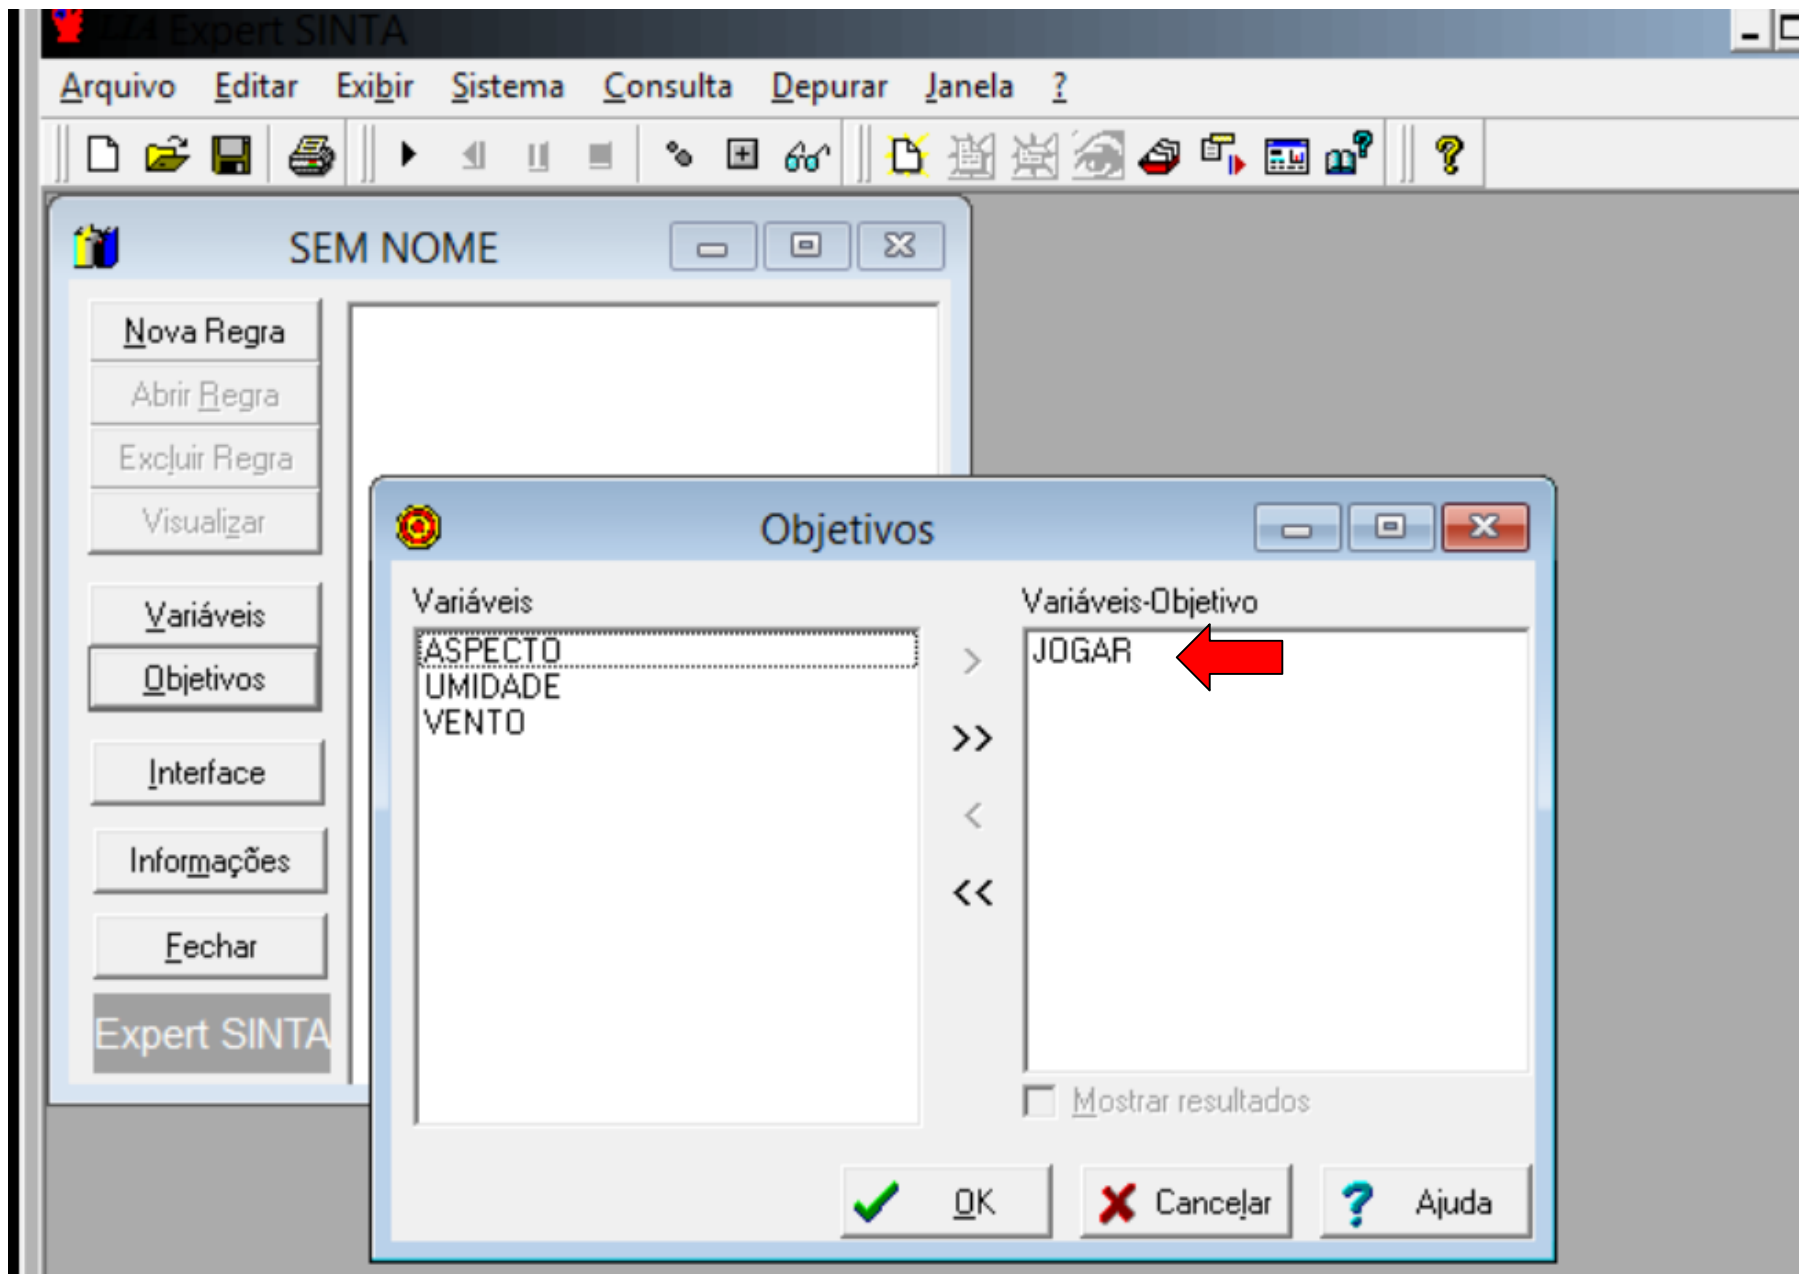 LIA Expert SINTA
Arquivo Editar Exibir Sistema Consulta Depurar Janela ?
SEM NOME
Nova Regra
Abrir Regra
Excluir Regra
Visualizar
Variáveis
Objetivos
Interface
Informações
Fechar
Expert SINTA
Objetivos
Variáveis
ASPECTO
UMIDADE
VENTO
>
>>
<
<<
Variáveis-Objetivo
JOGAR
Mostrar resultados
OK Cancelar Ajuda